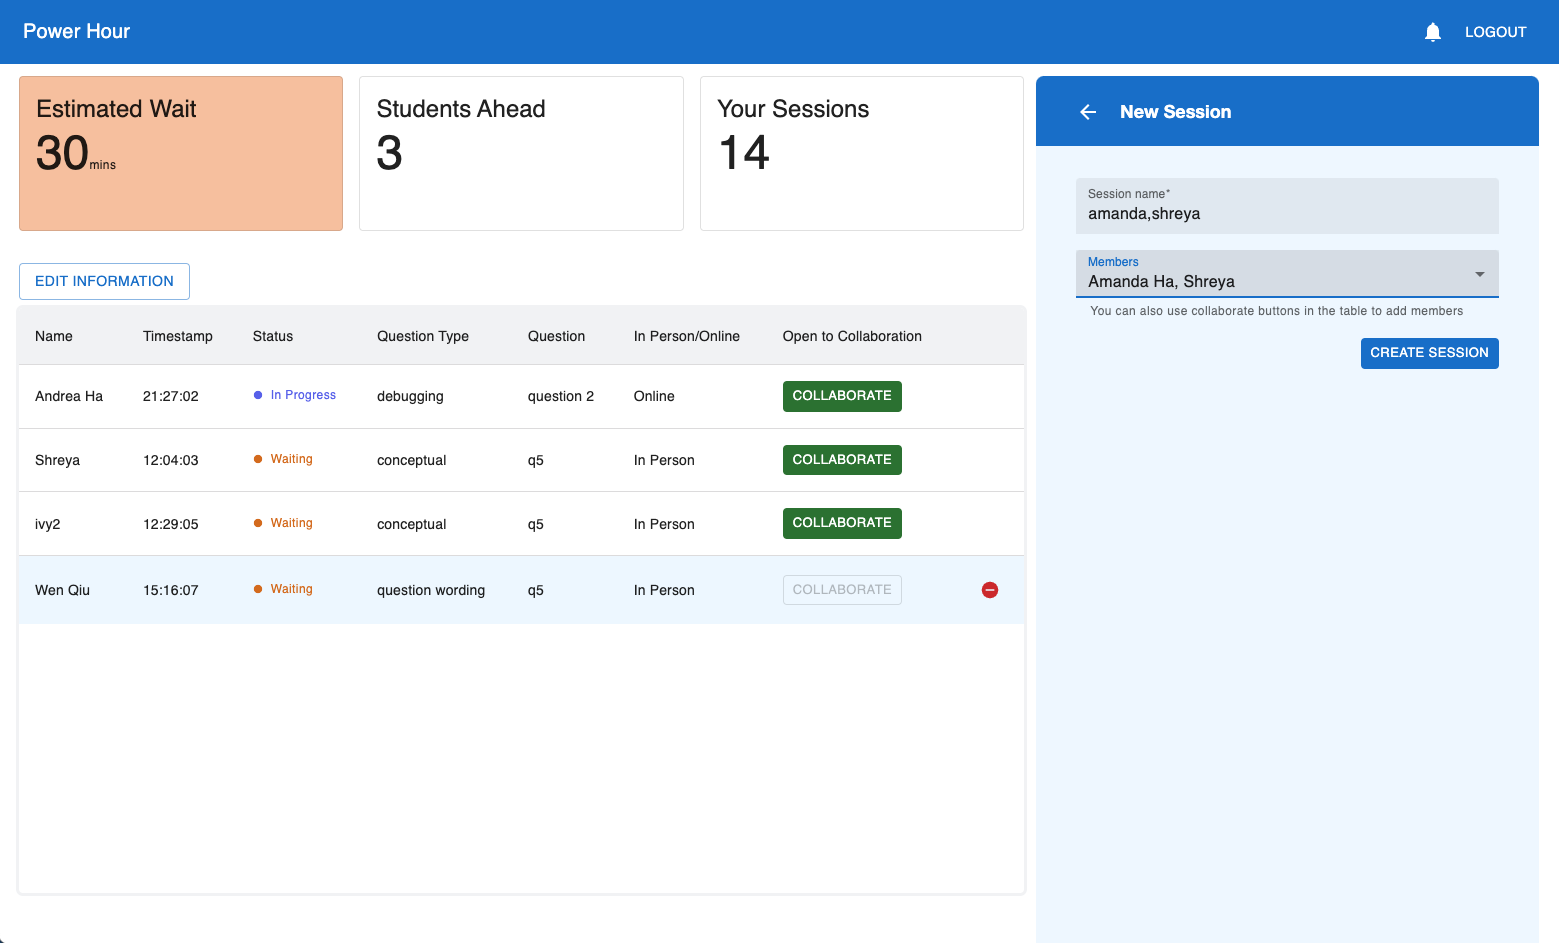 Power Hour
LOGOUT
Estimated Wait
30 mins
Students Ahead
3
Your Sessions
14
EDIT INFORMATION
Name Timestamp Status Question Type Question In Person/Online Open to Collaboration
Andrea Ha 21:27:02 In Progress debugging question 2 Online COLLABORATE
Shreya 12:04:03 Waiting conceptual q5 In Person COLLABORATE
ivy2 12:29:05 Waiting conceptual q5 In Person COLLABORATE
Wen Qiu 15:16:07 Waiting question wording q5 In Person COLLABORATE
New Session
Session name*
amanda,shreya
Members
Amanda Ha, Shreya
You can also use collaborate buttons in the table to add members
CREATE SESSION